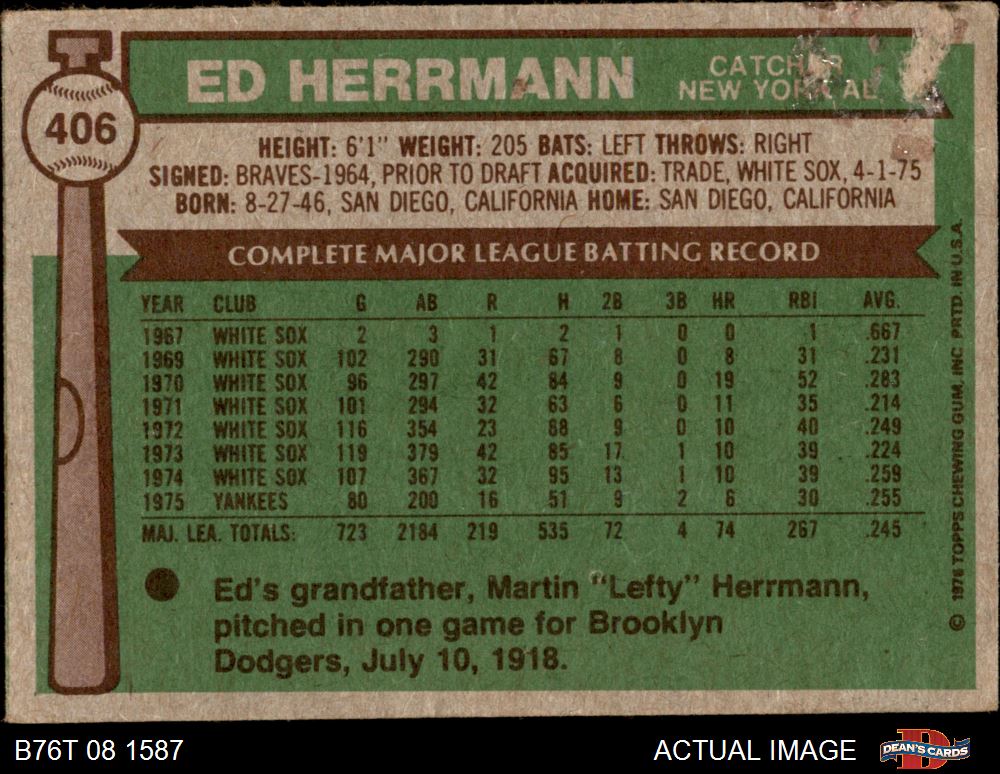 T
406
ED HERRMANN
CATCHER
NEW YORK AL
HEIGHT: 6'1" WEIGHT: 205 BATS: LEFT THROWS: RIGHT
SIGNED: BRAVES-1964, PRIOR TO DRAFT ACQUIRED: TRADE, WHITE SOX, 4-1-75
BORN: 8-27-46, SAN DIEGO, CALIFORNIA HOME: SAN DIEGO, CALIFORNIA
COMPLETE MAJOR LEAGUE BATTING RECORD
YEAR CLUB G AB R H 2B 3B HR RBI AVG.
1967 WHITE SOX 2 3 1 2 1 0 0 1 .667
1969 WHITE SOX 102 290 31 67 8 0 8 31 .231
1970 WHITE SOX 96 297 42 84 9 0 19 52 .283
1971 WHITE SOX 101 294 32 63 6 0 11 35 .214
1972 WHITE SOX 116 354 23 88 9 0 10 40 .249
1973 WHITE SOX 119 379 42 85 17 1 10 39 .224
1974 WHITE SOX 107 367 32 95 13 1 10 39 .259
1975 YANKEES 80 200 16 51 9 2 6 30 .255
MAJ. LEA. TOTALS: 723 2184 219 535 72 4 74 267 .245
Ed's grandfather, Martin "Lefty" Herrmann,
pitched in one game for Brooklyn
Dodgers, July 10, 1918.
© 1976 TOPPS CHEWING GUM, INC. PRTD. IN U.S.A.
B76T 08 1587
ACTUAL IMAGE
DEAN'S CARDS